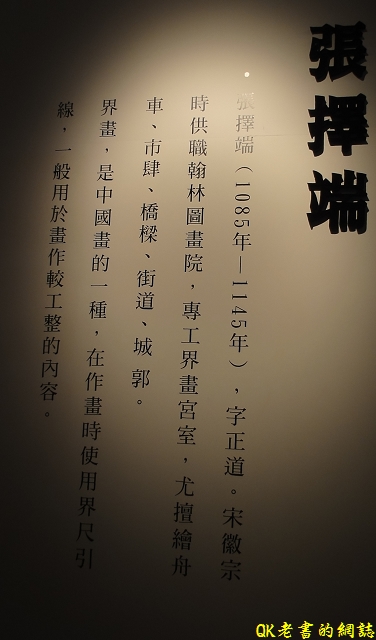 張擇端
張擇端（1085年—1145年），字正道。宋徽宗
時供職翰林圖畫院，專工界畫宮室，尤擅繪舟
車、市肆、橋樑、街道、城郭。
界畫，是中國畫的一種，在作畫時使用界尺引
線，一般用於畫作較工整的內容。
QK老書的網誌